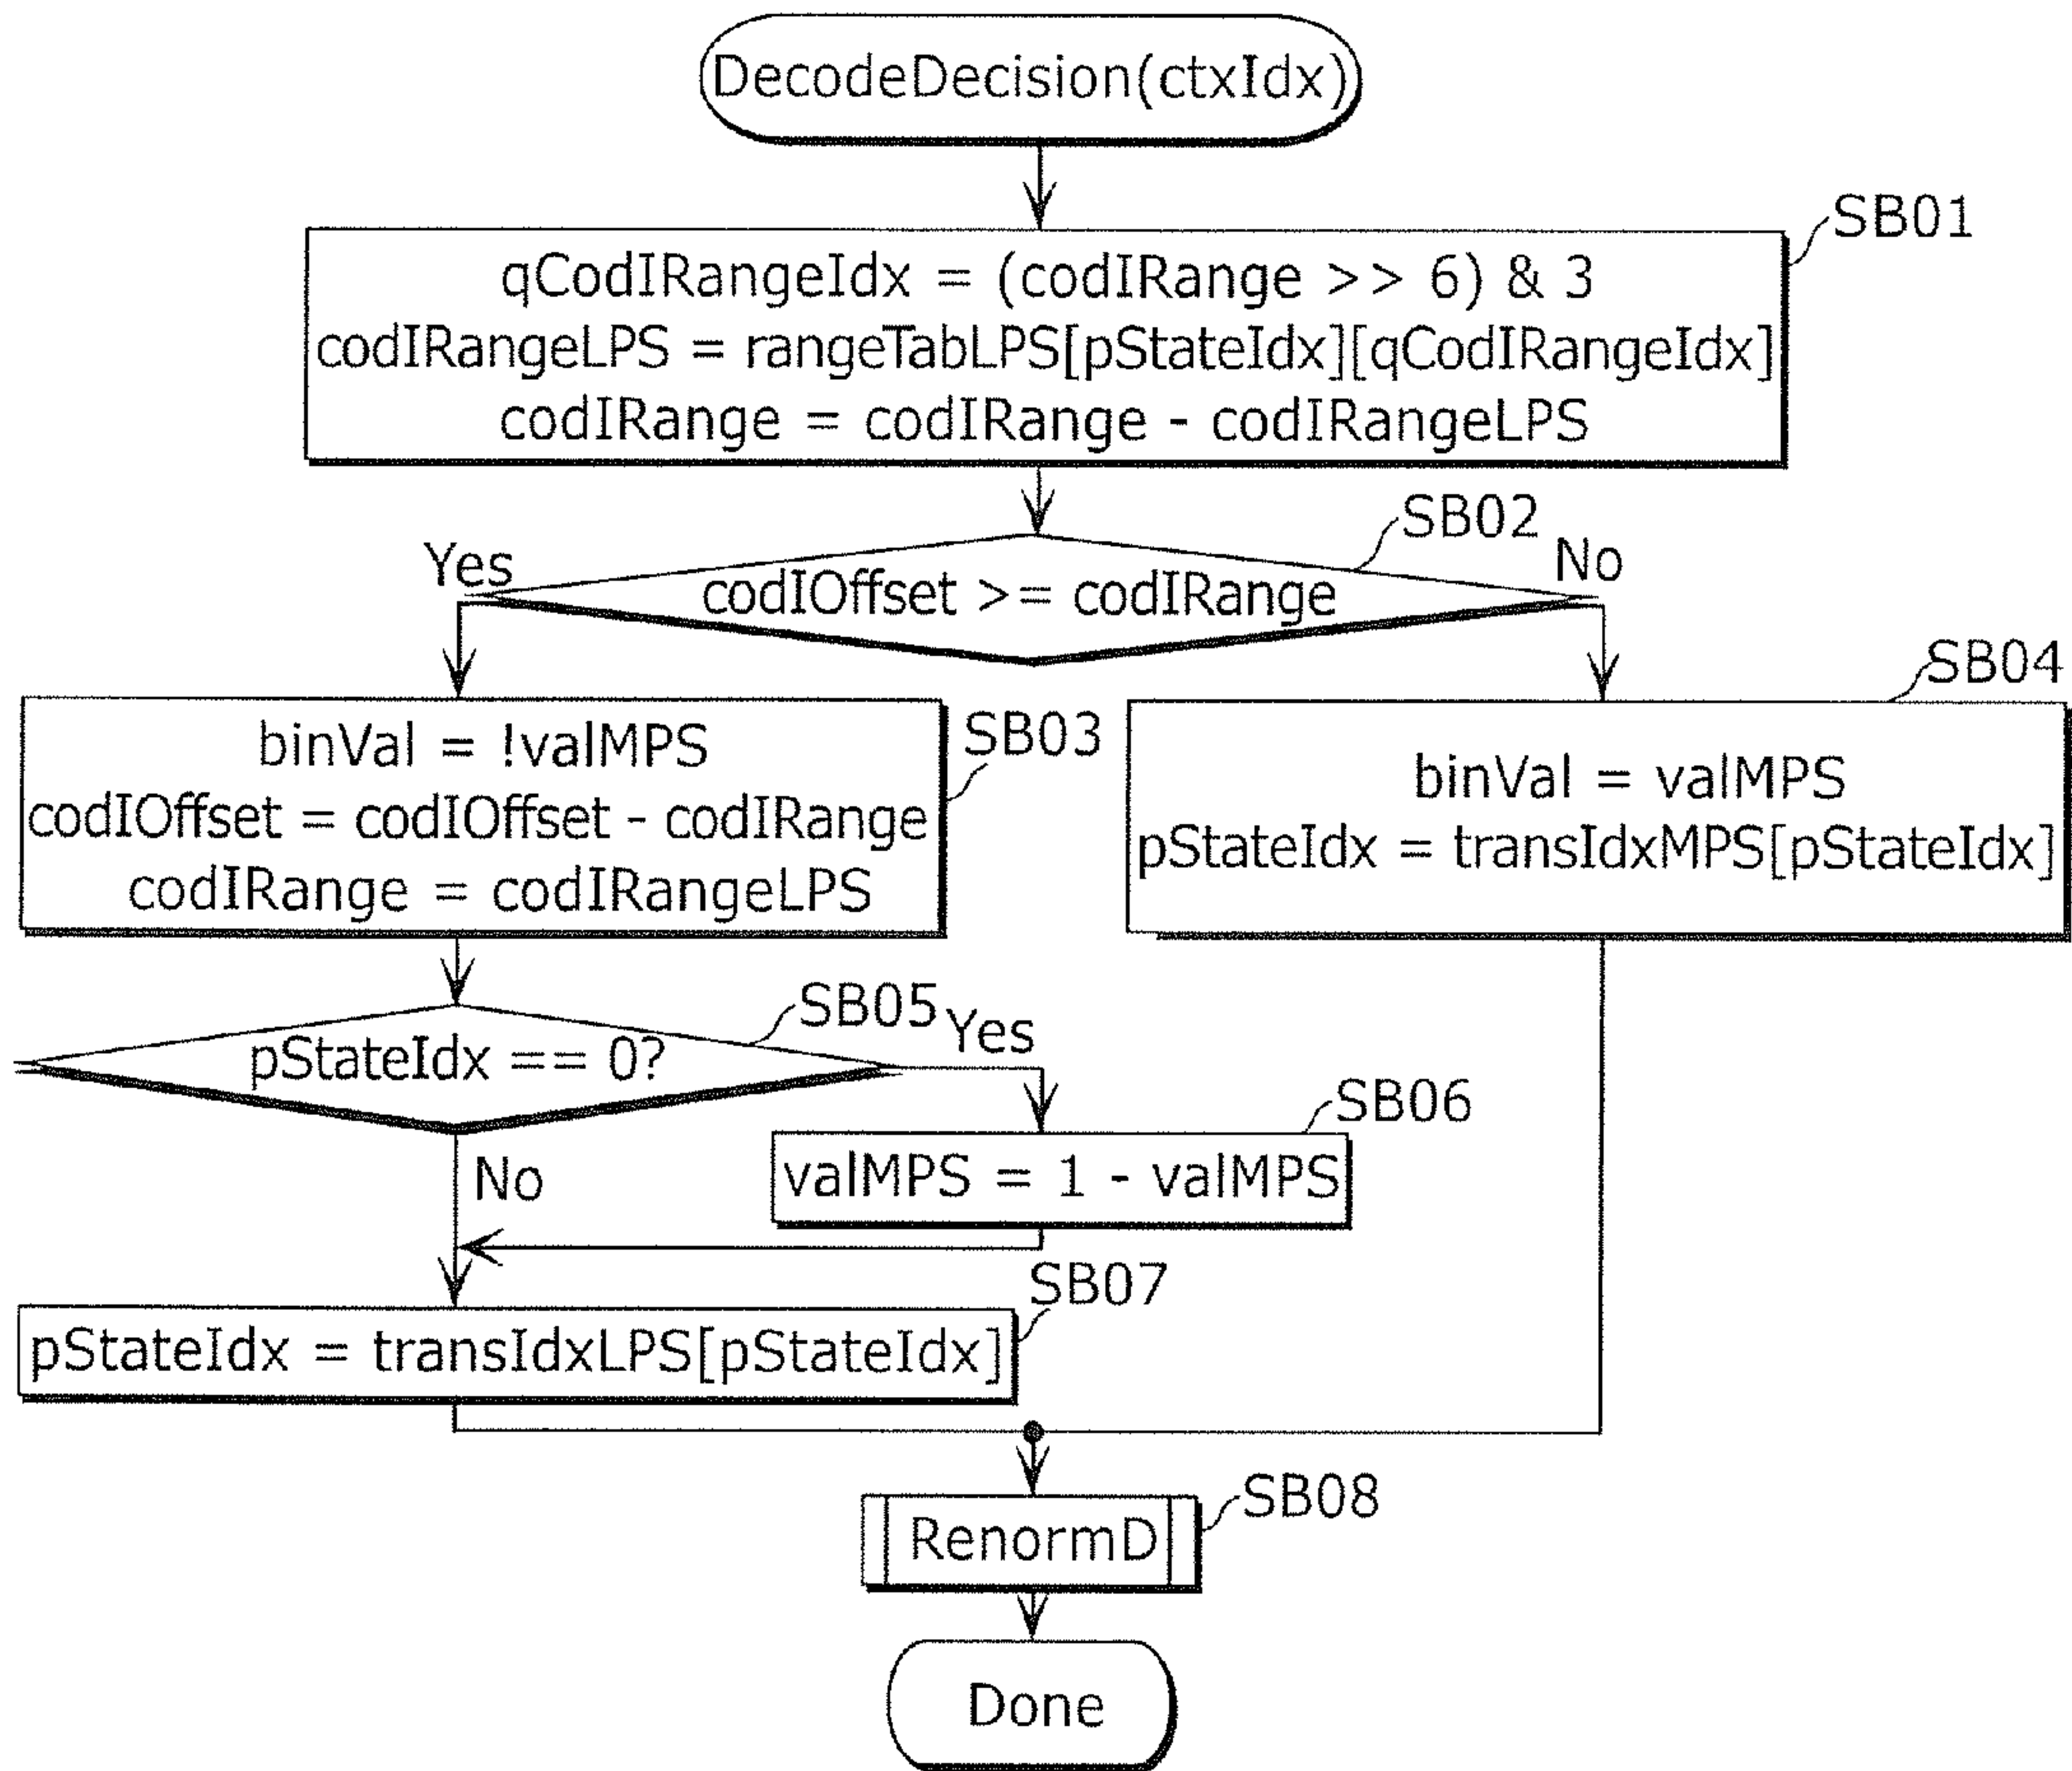 DecodeDecision(ctxIdx)
SB01
qCodIRangeIdx = (codIRange >> 6) & 3
codIRangeLPS = rangeTabLPS[pStateIdx][qCodIRangeIdx]
codIRange = codIRange - codIRangeLPS
SB02
Yes
No
codIOffset >= codIRange
SB03
binVal = !valMPS
codIOffset = codIOffset - codIRange
codIRange = codIRangeLPS
SB04
binVal = valMPS
pStateIdx = transIdxMPS[pStateIdx]
SB05
Yes
pStateIdx == 0?
SB06
valMPS = 1 - valMPS
No
SB07
pStateIdx = transIdxLPS[pStateIdx]
SB08
RenormD
Done